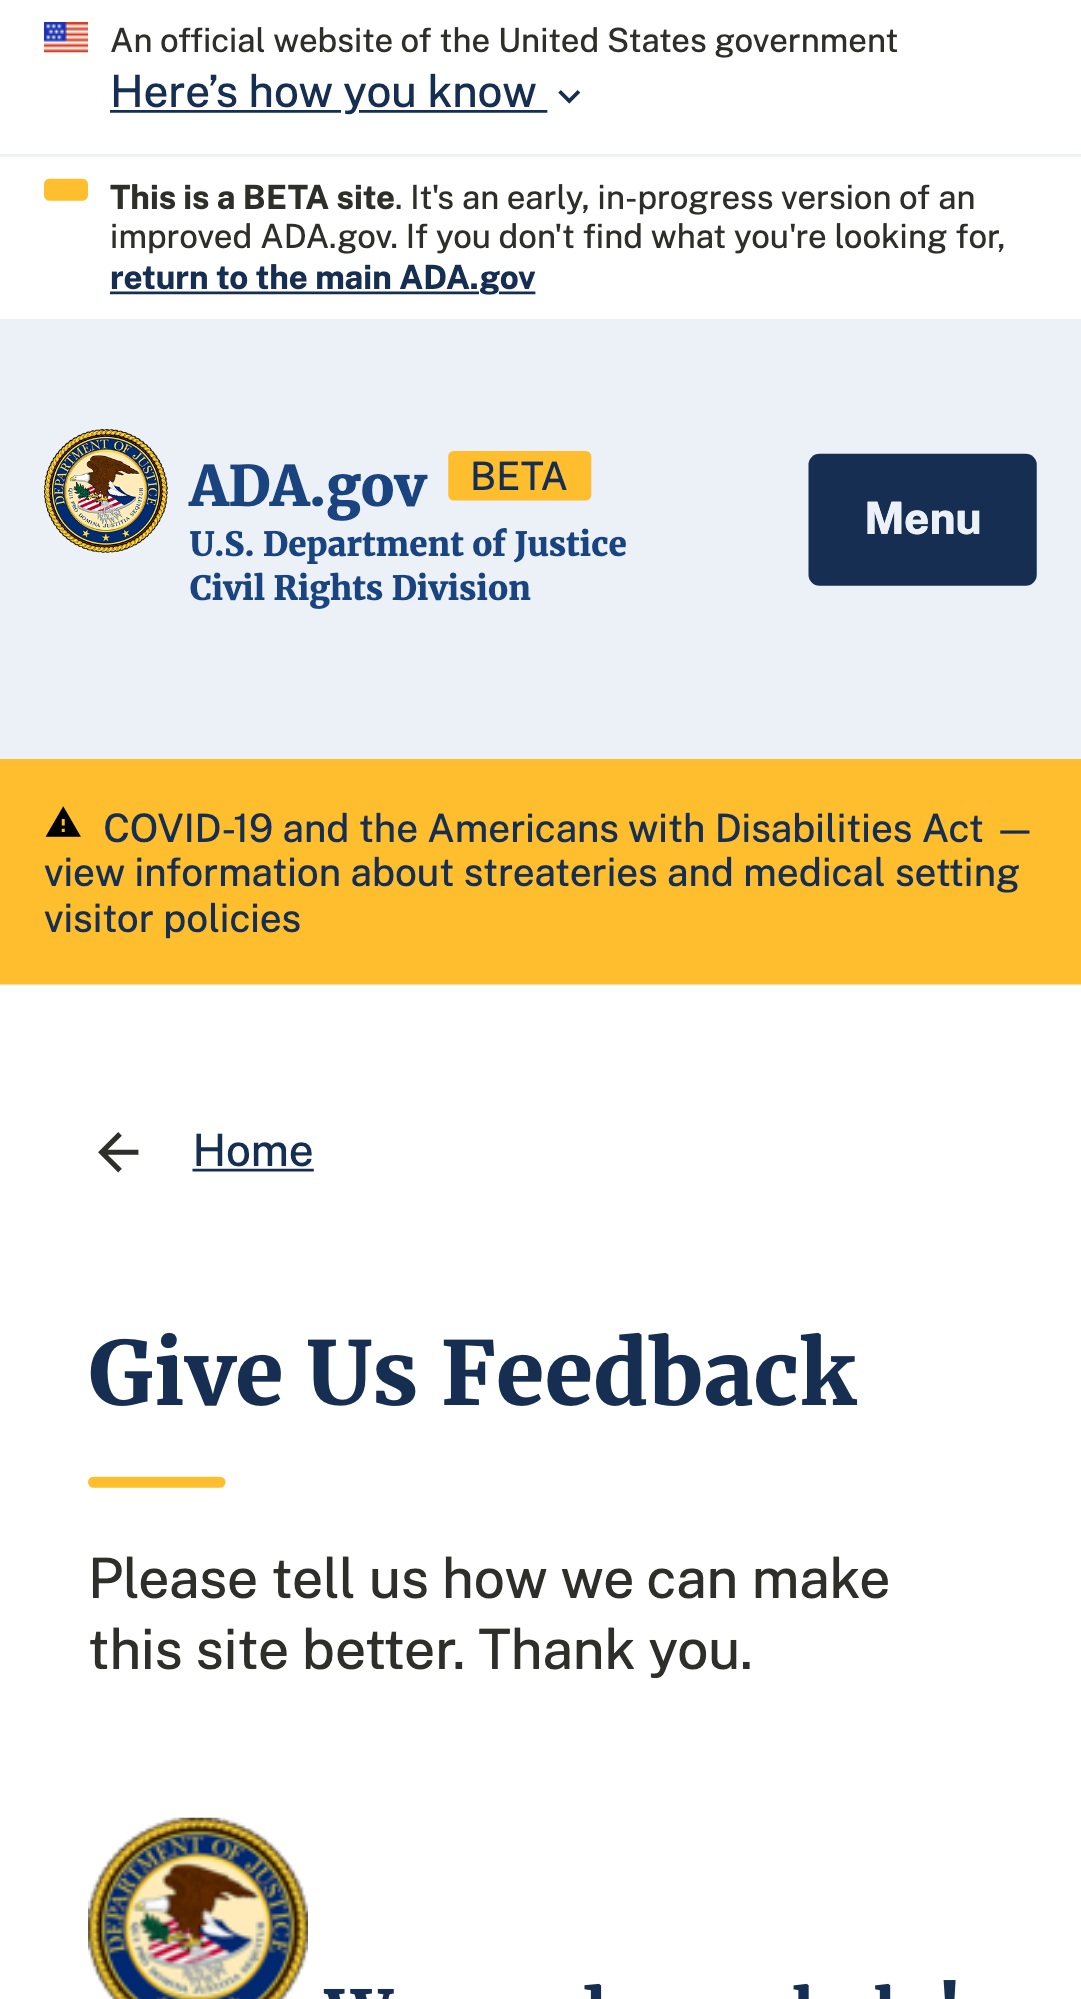 An official website of the United States government
Here’s how you know
This is a BETA site. It's an early, in-progress version of an
improved ADA.gov. If you don't find what you're looking for,
return to the main ADA.gov
DEPARTMENT OF JUSTICE
ADA.gov BETA
U.S. Department of Justice
Civil Rights Division
Menu
COVID-19 and the Americans with Disabilities Act —
view information about streateries and medical setting
visitor policies
Home
Give Us Feedback
Please tell us how we can make
this site better. Thank you.
DEPARTMENT OF JUSTICE